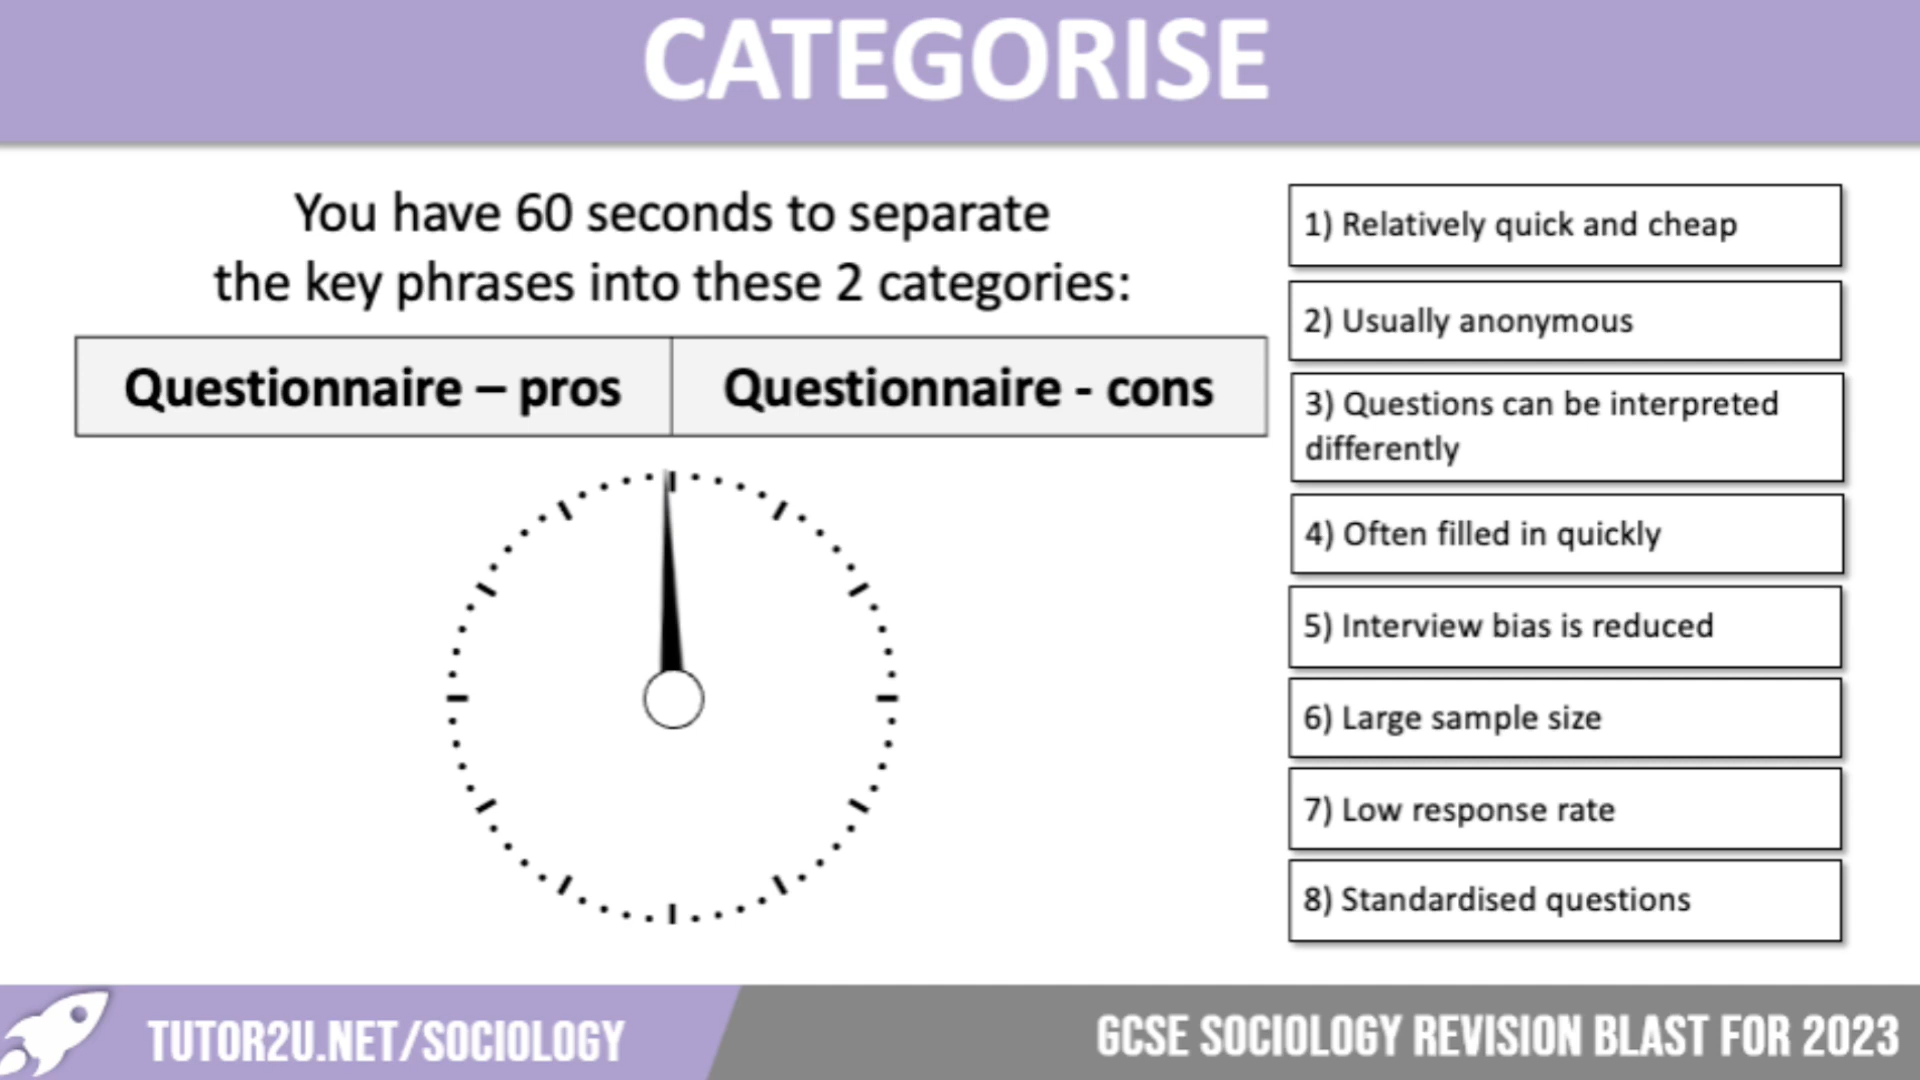 CATEGORISE
You have 60 seconds to separate
the key phrases into these 2 categories:
Questionnaire – pros
Questionnaire - cons
1) Relatively quick and cheap
2) Usually anonymous
3) Questions can be interpreted
differently
4) Often filled in quickly
5) Interview bias is reduced
6) Large sample size
7) Low response rate
8) Standardised questions
TUTOR2U.NET/SOCIOLOGY
GCSE SOCIOLOGY REVISION BLAST FOR 2023